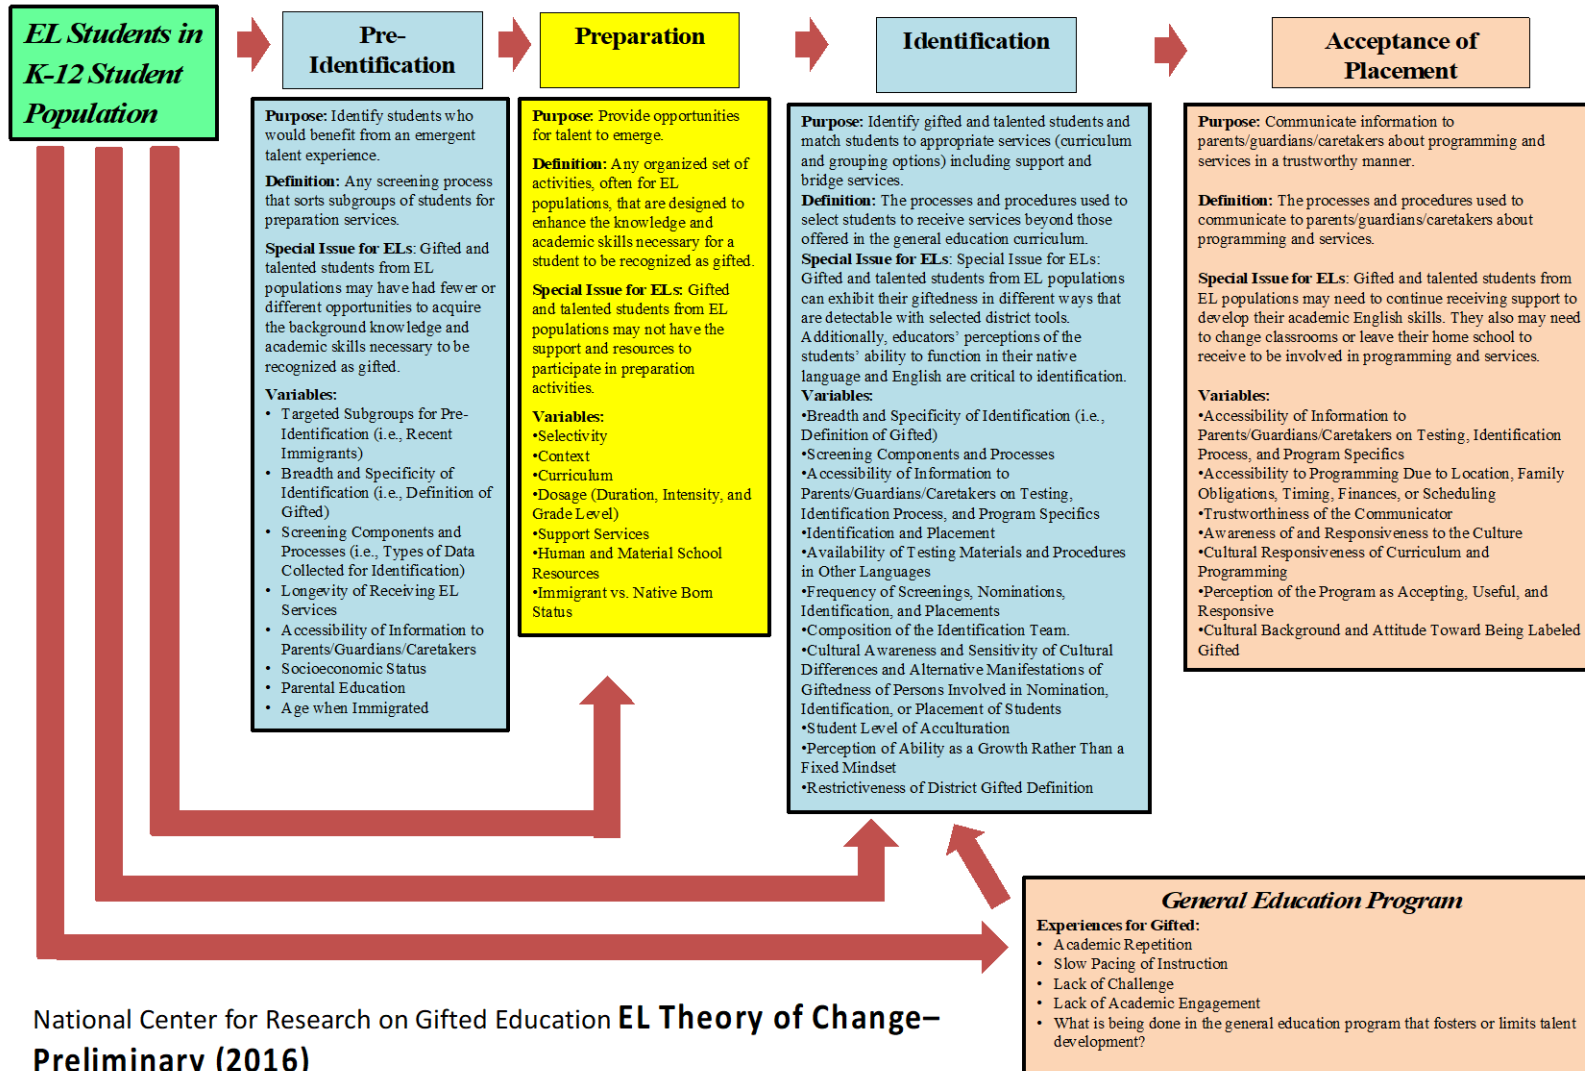 EL Students in
K-12 Student
Population
Pre-
Identification
Preparation
Identification
Acceptance of
Placement
Purpose: Identify students who
would benefit from an emergent
talent experience.
Definition: Any screening process
that sorts subgroups of students for
preparation services.
Special Issue for ELs: Gifted and
talented students from EL
populations may have had fewer or
different opportunities to acquire
the background knowledge and
academic skills necessary to be
recognized as gifted.
Variables:
• Targeted Subgroups for Pre-
Identification (i.e., Recent
Immigrants)
• Breadth and Specificity of
Identification (i.e., Definition of
Gifted)
• Screening Components and
Processes (i.e., Types of Data
Collected for Identification)
• Longevity of Receiving EL
Services
• Accessibility of Information to
Parents/Guardians/Caretakers
• Socioeconomic Status
• Parental Education
• Age when Immigrated
Purpose: Provide opportunities
for talent to emerge.
Definition: Any organized set of
activities, often for EL
populations, that are designed to
enhance the knowledge and
academic skills necessary for a
student to be recognized as gifted.
Special Issue for ELs: Gifted
and talented students from EL
populations may not have the
support and resources to
participate in preparation
activities.
Variables:
•Selectivity
•Context
•Curriculum
•Dosage (Duration, Intensity, and
Grade Level)
•Support Services
•Human and Material School
Resources
•Immigrant vs. Native Born
Status
Purpose: Identify gifted and talented students and
match students to appropriate services (curriculum
and grouping options) including support and
bridge services.
Definition: The processes and procedures used to
select students to receive services beyond those
offered in the general education curriculum.
Special Issue for ELs: Special Issue for ELs:
Gifted and talented students from EL populations
can exhibit their giftedness in different ways that
are detectable with selected district tools.
Additionally, educators' perceptions of the
students' ability to function in their native
language and English are critical to identification.
Variables:
•Breadth and Specificity of Identification (i.e.,
Definition of Gifted)
•Screening Components and Processes
•Accessibility of Information to
Parents/Guardians/Caretakers on Testing,
Identification Process, and Program Specifics
•Identification and Placement
•Availability of Testing Materials and Procedures
in Other Languages
•Frequency of Screenings, Nominations,
Identification, and Placements
•Composition of the Identification Team.
•Cultural Awareness and Sensitivity of Cultural
Differences and Alternative Manifestations of
Giftedness of Persons Involved in Nomination,
Identification, or Placement of Students
•Student Level of Acculturation
•Perception of Ability as a Growth Rather Than a
Fixed Mindset
•Restrictiveness of District Gifted Definition
Purpose: Communicate information to
parents/guardians/caretakers about programming and
services in a trustworthy manner.
Definition: The processes and procedures used to
communicate to parents/guardians/caretakers about
programming and services.
Special Issue for ELs: Gifted and talented students from
EL populations may need to continue receiving support to
develop their academic English skills. They also may need
to change classrooms or leave their home school to
receive to be involved in programming and services.
Variables:
•Accessibility of Information to
Parents/Guardians/Caretakers on Testing, Identification
Process, and Program Specifics
•Accessibility to Programming Due to Location, Family
Obligations, Timing, Finances, or Scheduling
•Trustworthiness of the Communicator
•Awareness of and Responsiveness to the Culture
•Cultural Responsiveness of Curriculum and
Programming
•Perception of the Program as Accepting, Useful, and
Responsive
•Cultural Background and Attitude Toward Being Labeled
Gifted
General Education Program
Experiences for Gifted:
• Academic Repetition
• Slow Pacing of Instruction
• Lack of Challenge
• Lack of Academic Engagement
• What is being done in the general education program that fosters or limits talent
development?
National Center for Research on Gifted Education EL Theory of Change–
Preliminary (2016)